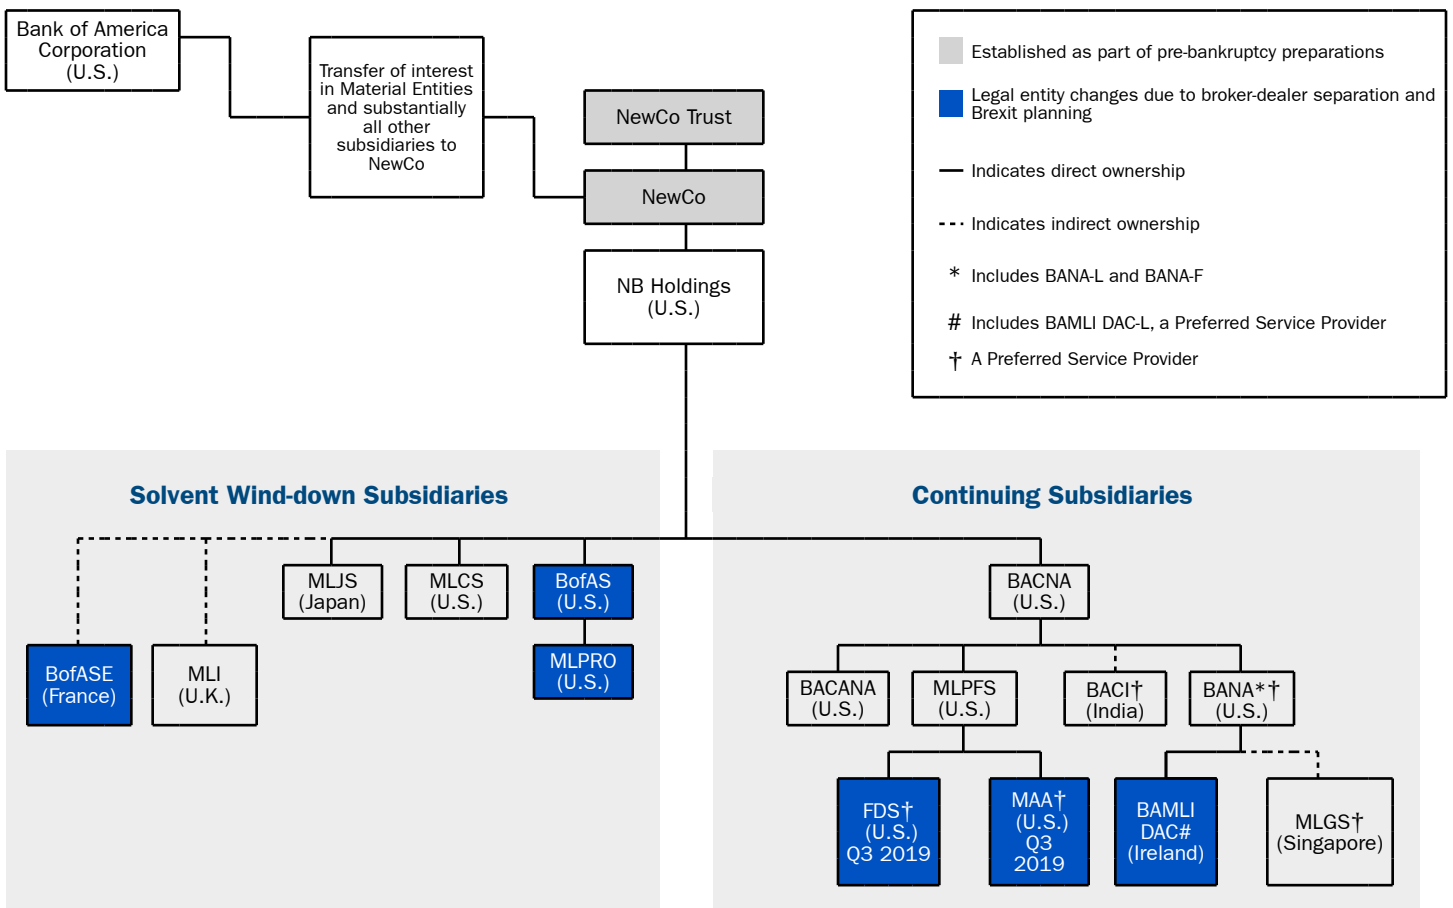 Bank of America
Corporation
(U.S.)
Transfer of interest
in Material Entities
and substantially
all other
subsidiaries to
NewCo
NewCo Trust
NewCo
NB Holdings
(U.S.)
Established as part of pre-bankruptcy preparations
Legal entity changes due to broker-dealer separation and
Brexit planning
Indicates direct ownership
Indicates indirect ownership
* Includes BANA-L and BANA-F
# Includes BAMLI DAC-L, a Preferred Service Provider
† A Preferred Service Provider
Solvent Wind-down Subsidiaries
MLJS
(Japan)
MLCS
(U.S.)
BofAS
(U.S.)
BofASE
(France)
MLI
(U.K.)
MLPRO
(U.S.)
Continuing Subsidiaries
BACNA
(U.S.)
BACANA
(U.S.)
MLPFS
(U.S.)
BACI†
(India)
BANA*†
(U.S.)
FDS†
(U.S.)
Q3 2019
MAA†
(U.S.)
Q3
2019
BAMLI
DAC#
(Ireland)
MLGS†
(Singapore)